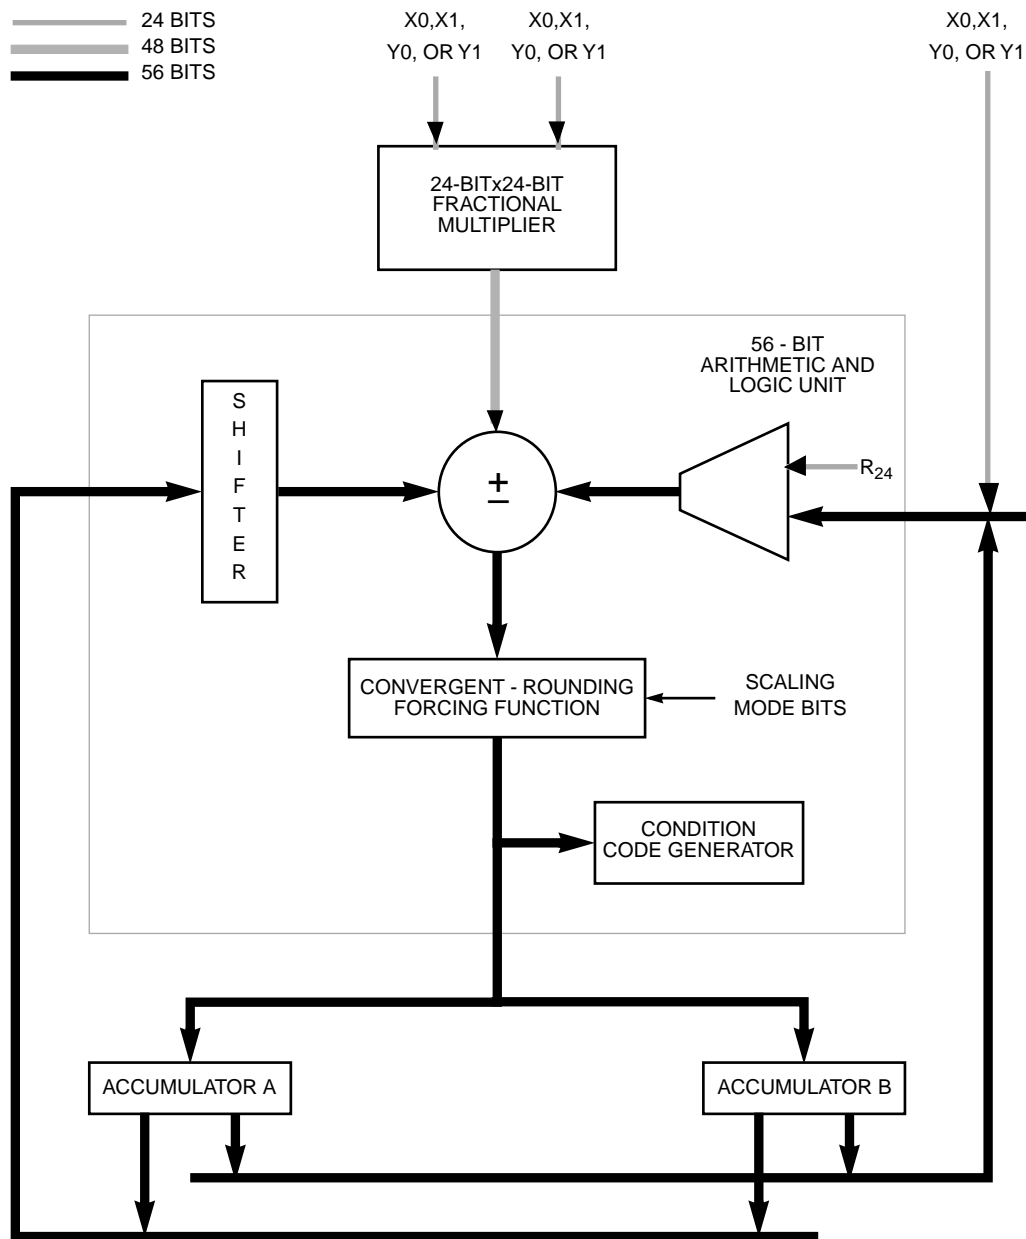 24 BITS
48 BITS
56 BITS
X0,X1,
Y0, OR Y1
X0,X1,
Y0, OR Y1
X0,X1,
Y0, OR Y1
24-BITx24-BIT
FRACTIONAL
MULTIPLIER
56 - BIT
ARITHMETIC AND
LOGIC UNIT
S
H
I
F
T
E
R
±
R24
CONVERGENT - ROUNDING
FORCING FUNCTION
SCALING
MODE BITS
CONDITION
CODE GENERATOR
ACCUMULATOR A
ACCUMULATOR B